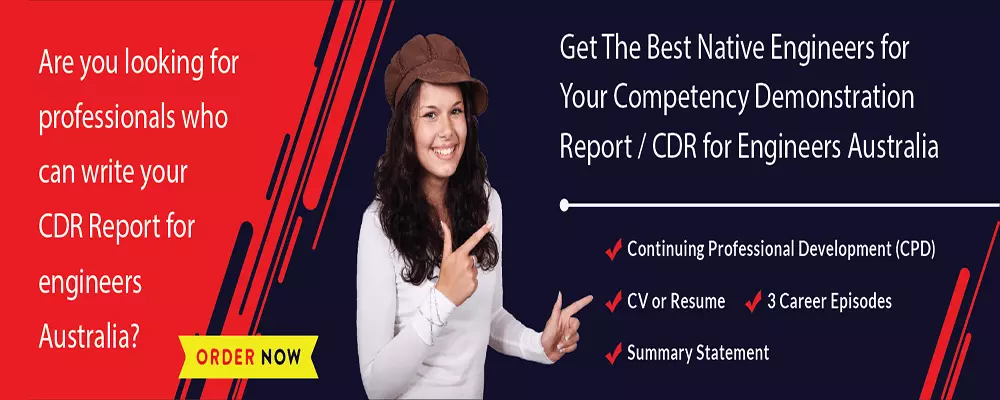 Are you looking for
professionals who
can write your
CDR Report for
engineers
Australia?
ORDER NOW
Get The Best Native Engineers for
Your Competency Demonstration
Report / CDR for Engineers Australia
Continuing Professional Development (CPD)
CV or Resume 3 Career Episodes
Summary Statement